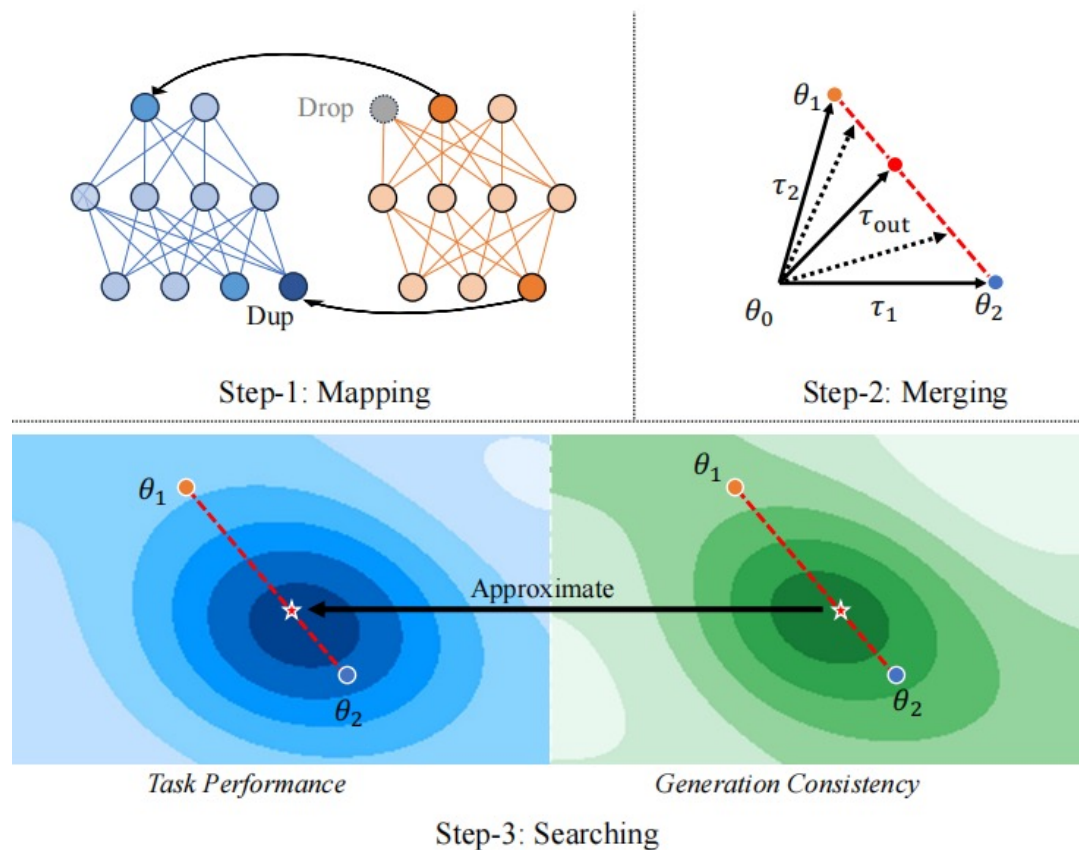 Drop
Dup
Step-1: Mapping
θ₁
τ₂
τ_out
θ₀
τ₁
θ₂
Step-2: Merging
θ₁
θ₁
Approximate
θ₂
θ₂
Task Performance
Generation Consistency
Step-3: Searching